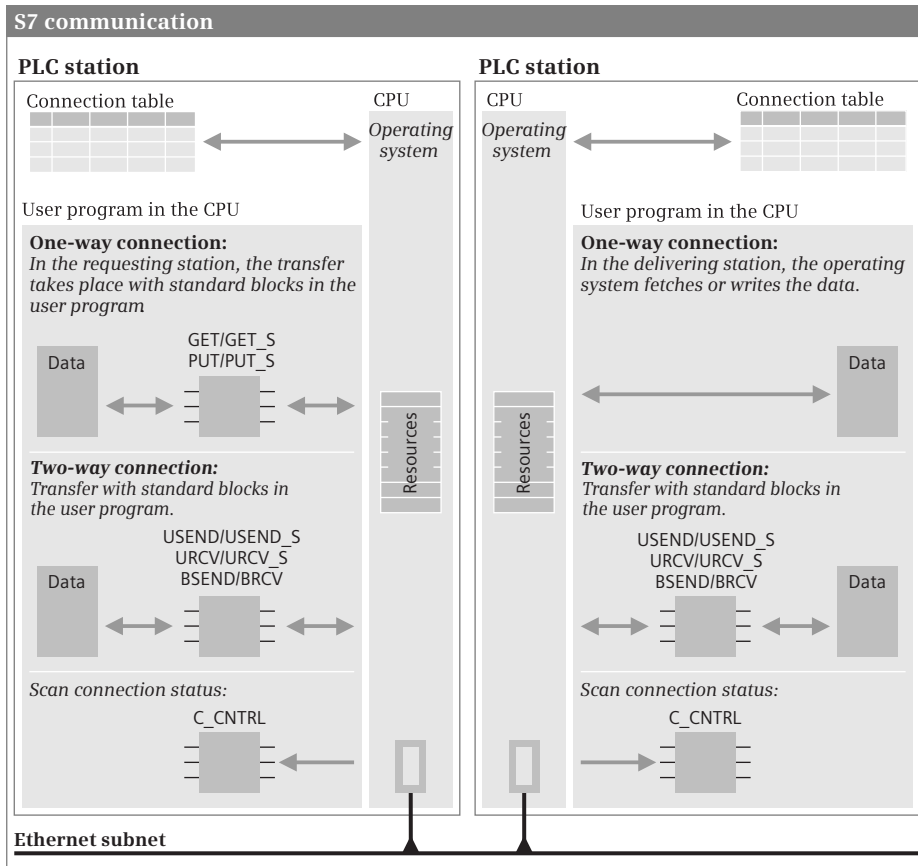 S7 communication
PLC station
Connection table
CPU
Operating
system
User program in the CPU
One-way connection:
In the requesting station, the transfer
takes place with standard blocks in the
user program
GET/GET_S
PUT/PUT_S
Data
Resources
Two-way connection:
Transfer with standard blocks in
the user program.
USEND/USEND_S
URCV/URCV_S
BSEND/BRCV
Data
Scan connection status:
C_CNTRL
PLC station
CPU
Connection table
Operating
system
User program in the CPU
One-way connection:
In the delivering station, the operating
system fetches or writes the data.
Data
Resources
Two-way connection:
Transfer with standard blocks in
the user program.
USEND/USEND_S
URCV/URCV_S
BSEND/BRCV
Data
Scan connection status:
C_CNTRL
Ethernet subnet